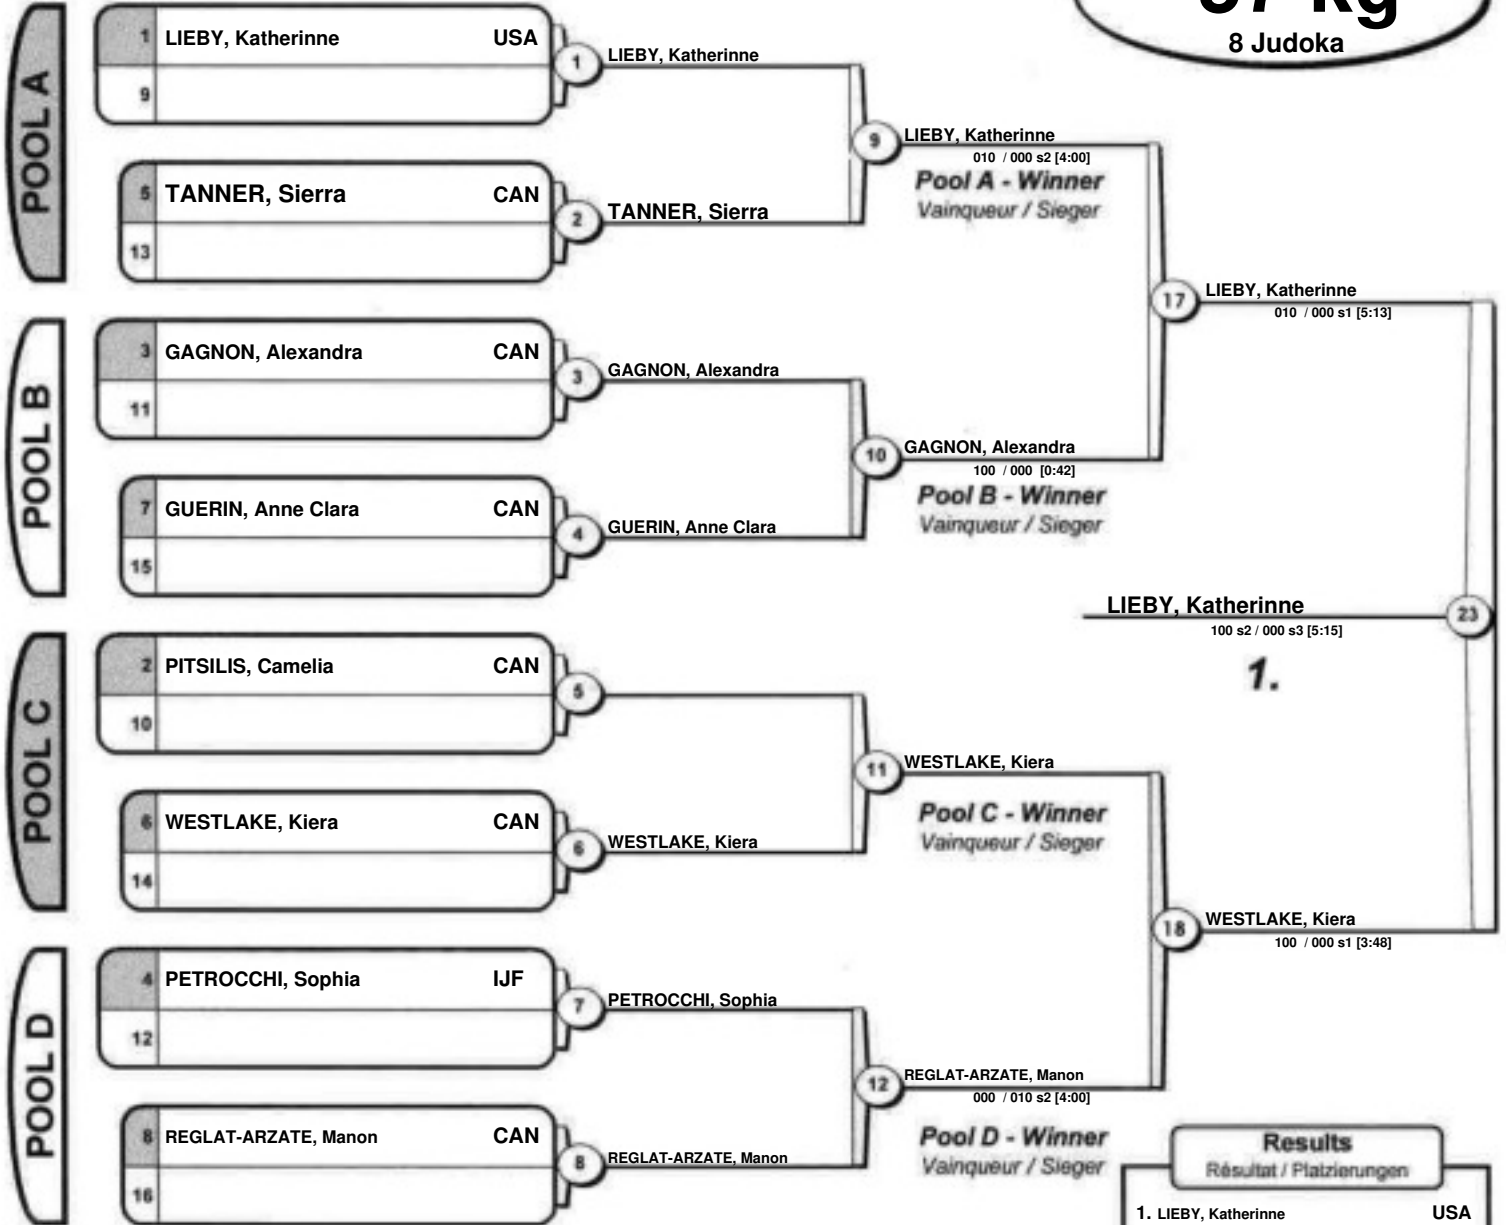 kg
8 Judoka
POOL A
1 LIEBY, Katherinne USA
9
1
LIEBY, Katherinne
5 TANNER, Sierra CAN
13
2
TANNER, Sierra
9
LIEBY, Katherinne
010 / 000 s2 [4:00]
Pool A - Winner
Vainqueur / Sieger
POOL B
3 GAGNON, Alexandra CAN
11
3
GAGNON, Alexandra
7 GUERIN, Anne Clara CAN
15
4
GUERIN, Anne Clara
10
GAGNON, Alexandra
100 / 000 [0:42]
Pool B - Winner
Vainqueur / Sieger
17
LIEBY, Katherinne
010 / 000 s1 [5:13]
LIEBY, Katherinne
23
100 s2 / 000 s3 [5:15]
1.
POOL C
2 PITSILIS, Camelia CAN
10
5
6 WESTLAKE, Kiera CAN
14
6
WESTLAKE, Kiera
11
WESTLAKE, Kiera
Pool C - Winner
Vainqueur / Sieger
18
WESTLAKE, Kiera
100 / 000 s1 [3:48]
POOL D
4 PETROCCHI, Sophia IJF
12
7
PETROCCHI, Sophia
8 REGLAT-ARZATE, Manon CAN
16
8
REGLAT-ARZATE, Manon
12
REGLAT-ARZATE, Manon
000 / 010 s2 [4:00]
Pool D - Winner
Vainqueur / Sieger
Results
Résultat / Platzierungen
1. LIEBY, Katherinne USA